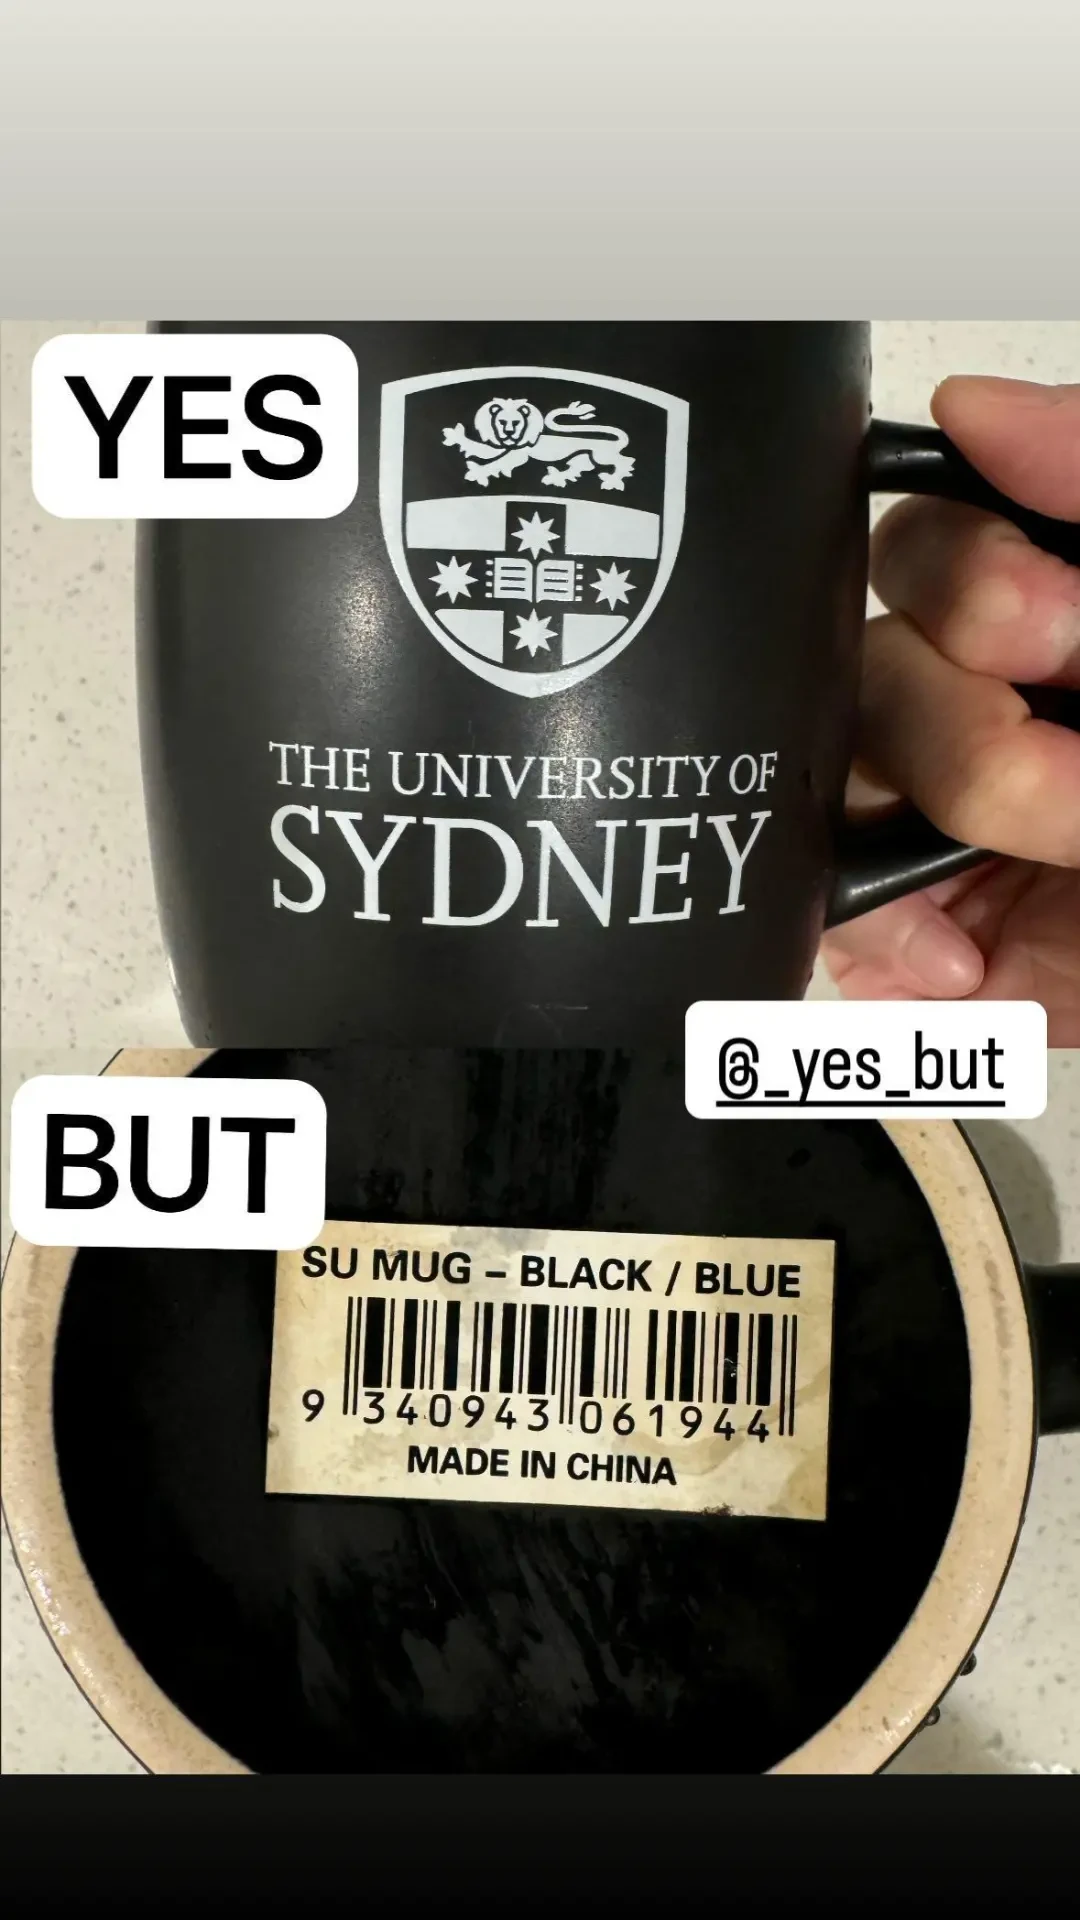 YES
THE UNIVERSITY OF
SYDNEY
@_yes_but
BUT
SU MUG – BLACK / BLUE
9 340943 061944
MADE IN CHINA